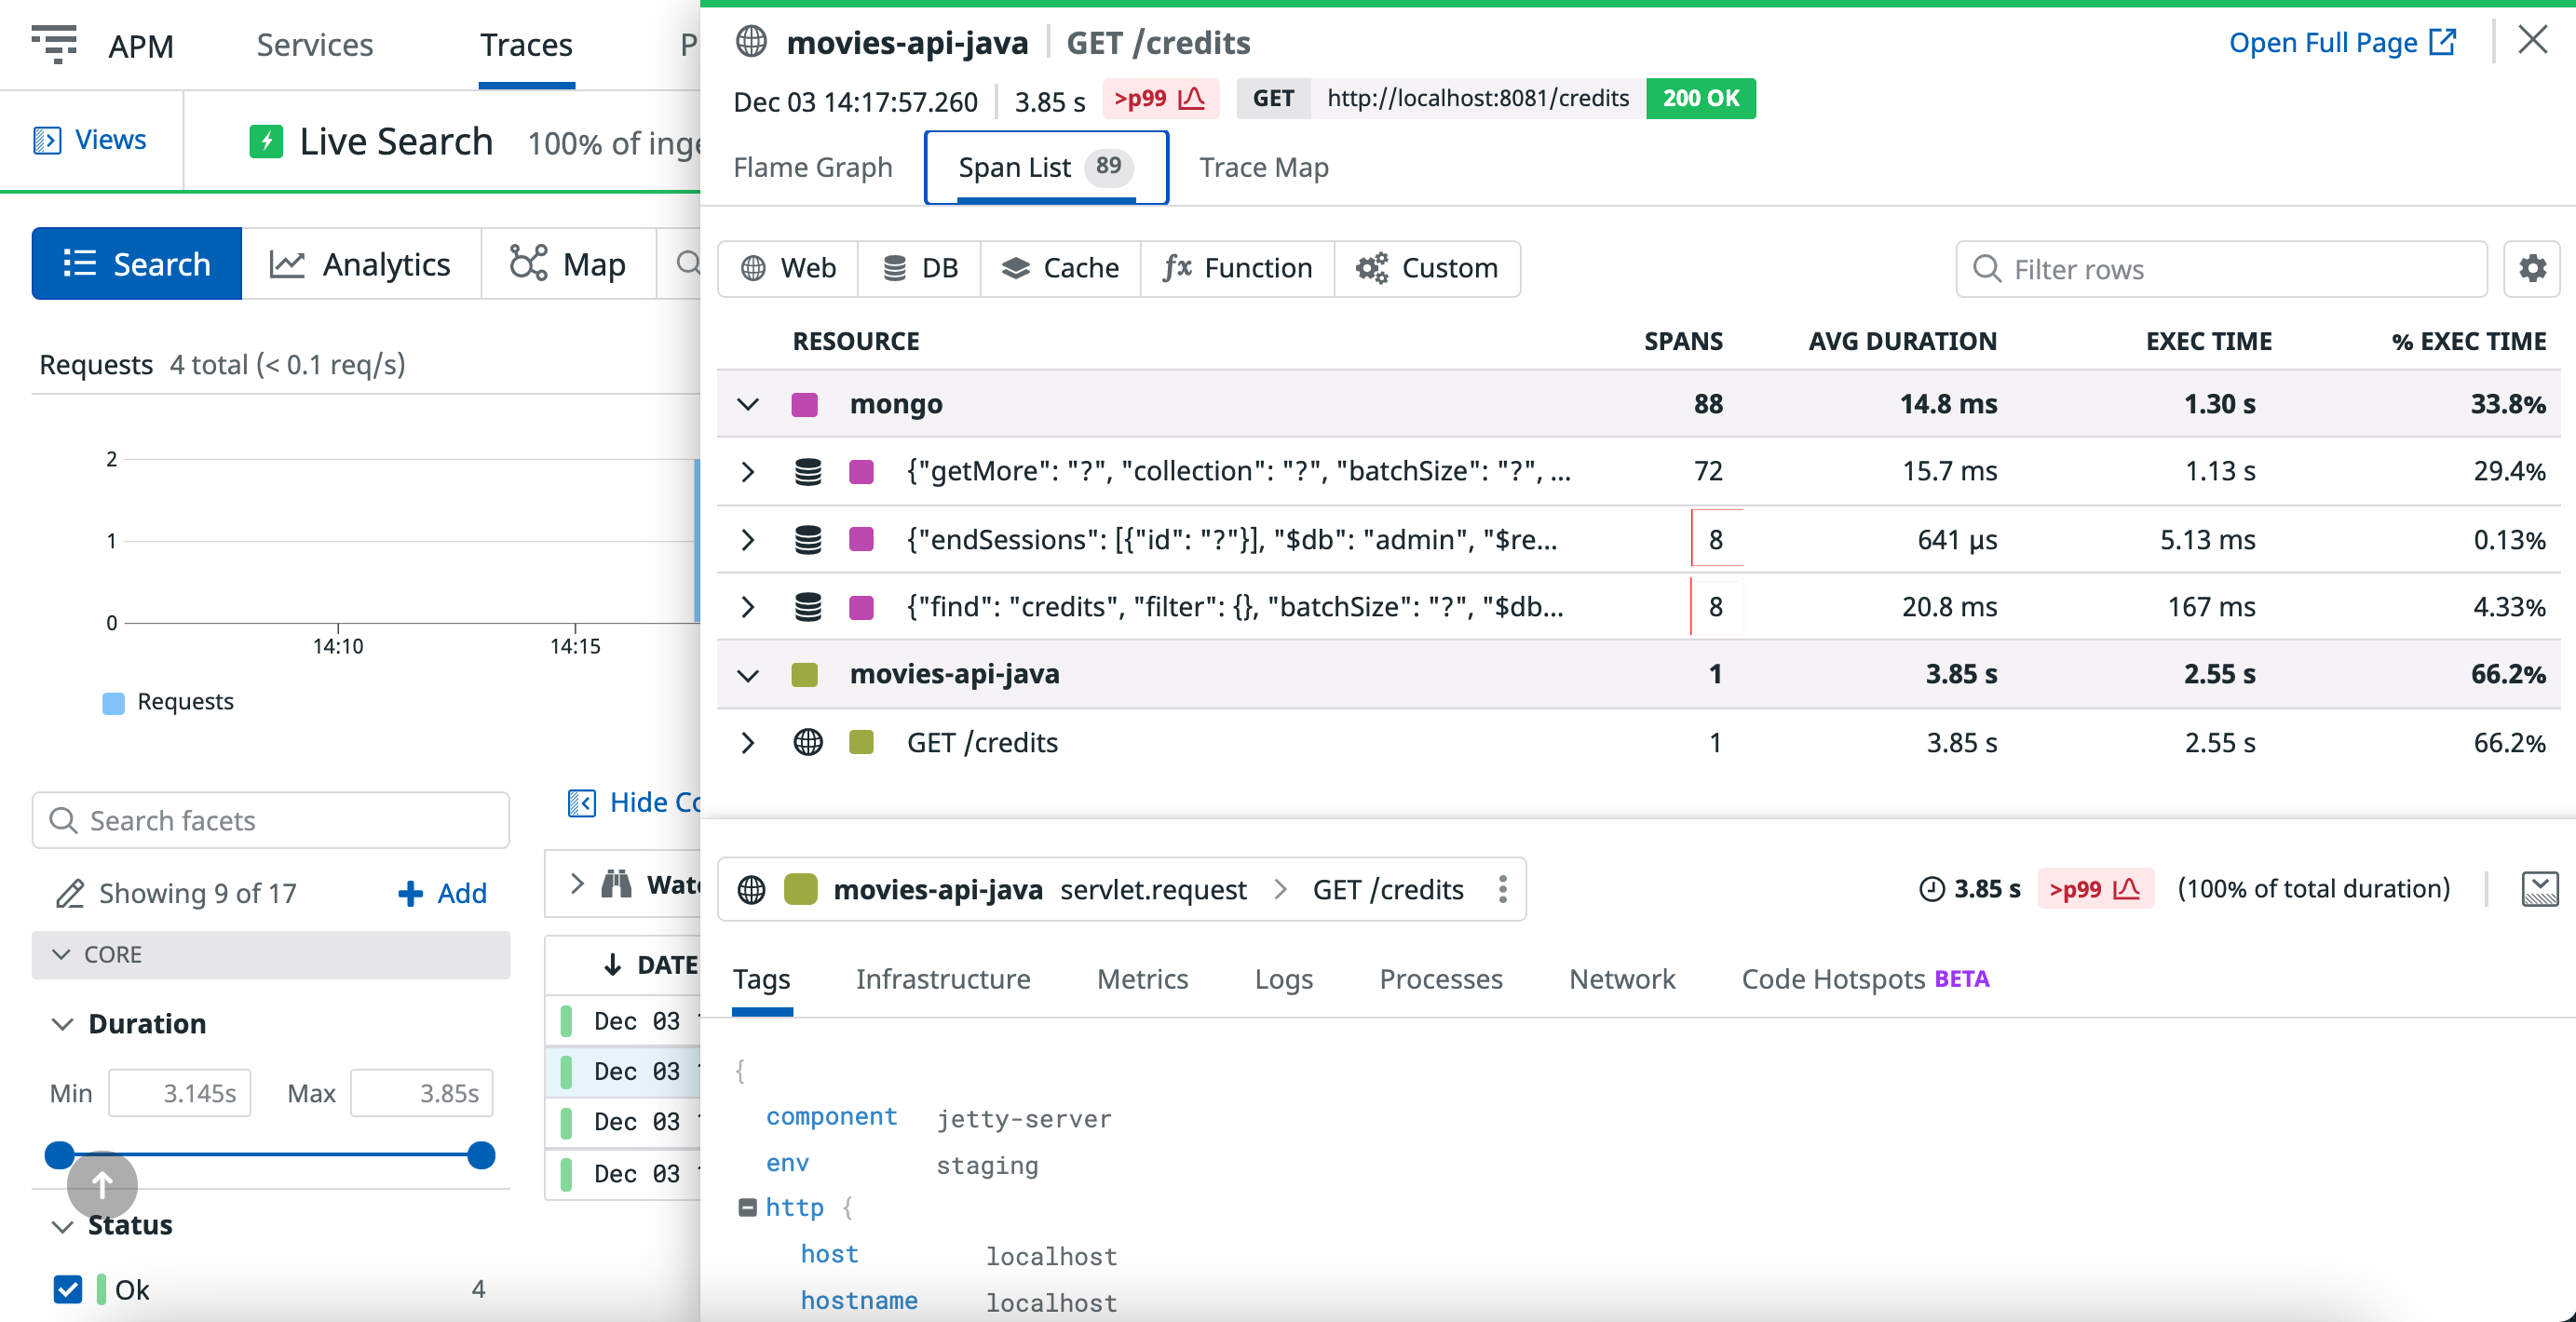 APM Services Traces P
Views Live Search 100% of inge
Search Analytics Map
Requests 4 total (< 0.1 req/s)
2
1
0
14:10 14:15
Requests
Search facets
Hide Co
Showing 9 of 17 Add
CORE
Duration
Min 3.145s Max 3.85s
Status
Ok 4
Wat
DATE
Dec 03
Dec 03
Dec 03
Dec 03
movies-api-java GET /credits
Open Full Page
Dec 03 14:17:57.260 3.85 s >p99 GET http://localhost:8081/credits 200 OK
Flame Graph Span List 89 Trace Map
Web DB Cache Function Custom Filter rows
RESOURCE SPANS AVG DURATION EXEC TIME % EXEC TIME
mongo 88 14.8 ms 1.30 s 33.8%
{"getMore": "?", "collection": "?", "batchSize": "?", ... 72 15.7 ms 1.13 s 29.4%
{"endSessions": [{"id": "?"}], "$db": "admin", "$re... 8 641 µs 5.13 ms 0.13%
{"find": "credits", "filter": {}, "batchSize": "?", "$db... 8 20.8 ms 167 ms 4.33%
movies-api-java 1 3.85 s 2.55 s 66.2%
GET /credits 1 3.85 s 2.55 s 66.2%
movies-api-java servlet.request > GET /credits 3.85 s >p99 (100% of total duration)
Tags Infrastructure Metrics Logs Processes Network Code Hotspots BETA
{
component jetty-server
env staging
http {
host localhost
hostname localhost